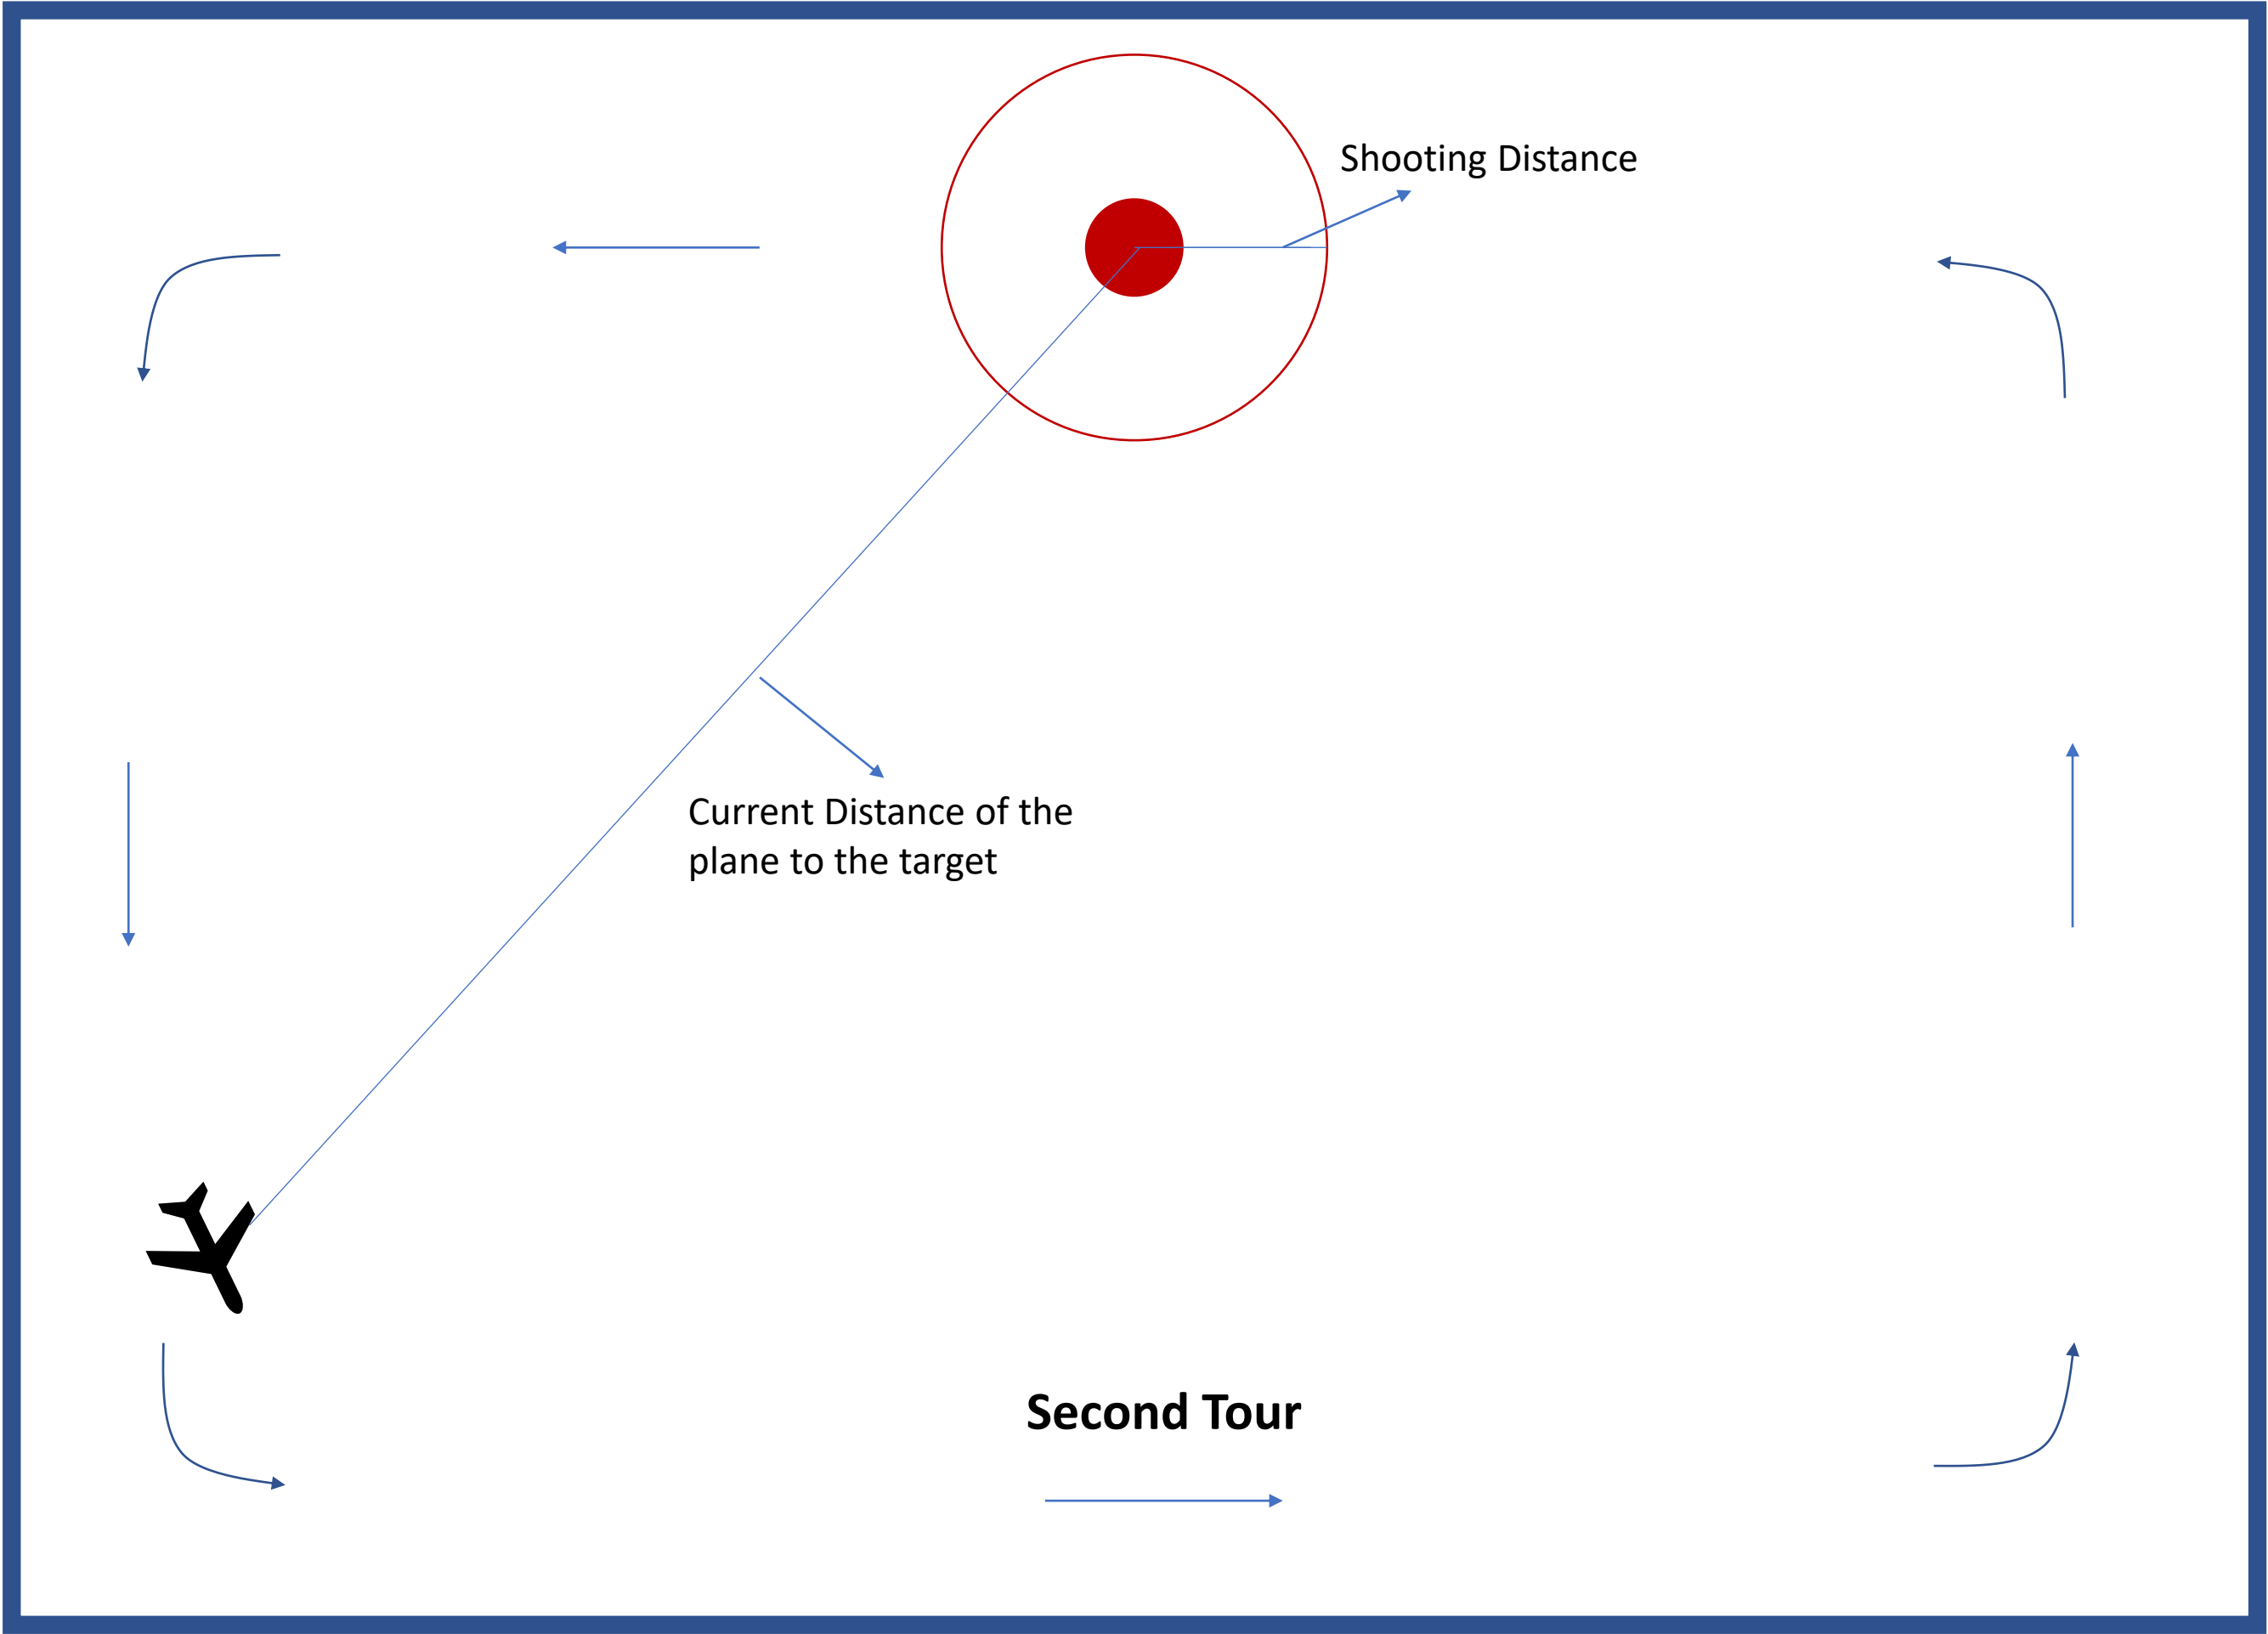 Shooting Distance
Current Distance of the
plane to the target
Second Tour